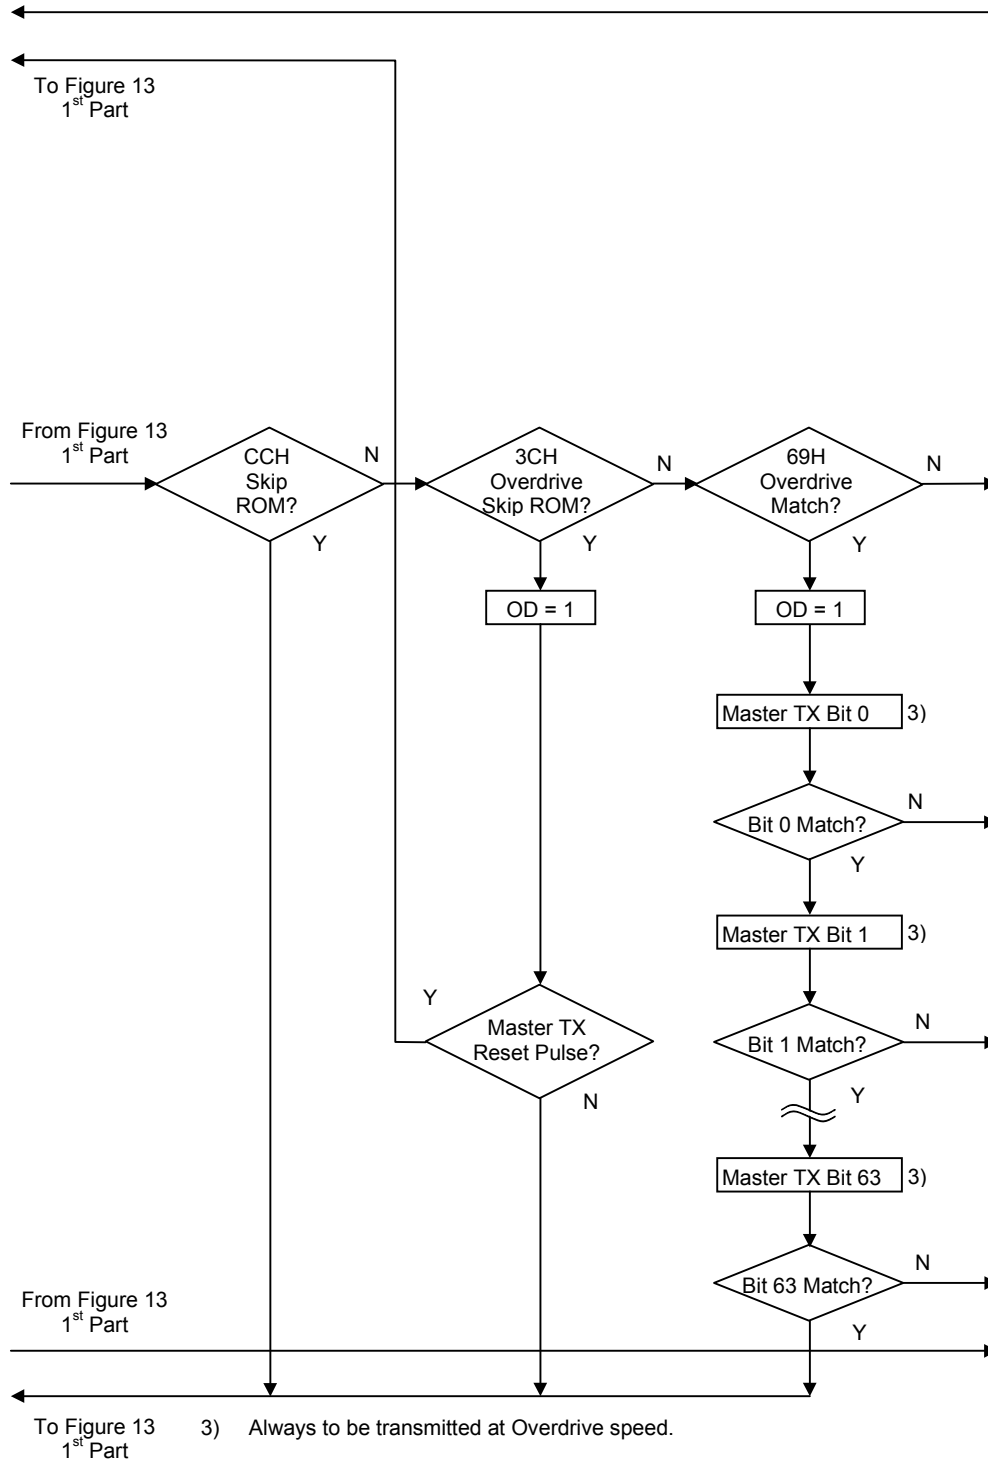 To Figure 13
1st Part
From Figure 13
1st Part
CCH
Skip
ROM?
N
Y
3CH
Overdrive
Skip ROM?
N
Y
69H
Overdrive
Match?
N
Y
OD = 1
OD = 1
Master TX Bit 0
3)
Bit 0 Match?
N
Y
Master TX Bit 1
3)
Y
Master TX
Reset Pulse?
N
Bit 1 Match?
N
Y
Master TX Bit 63
3)
Bit 63 Match?
N
Y
From Figure 13
1st Part
To Figure 13
1st Part
3) Always to be transmitted at Overdrive speed.